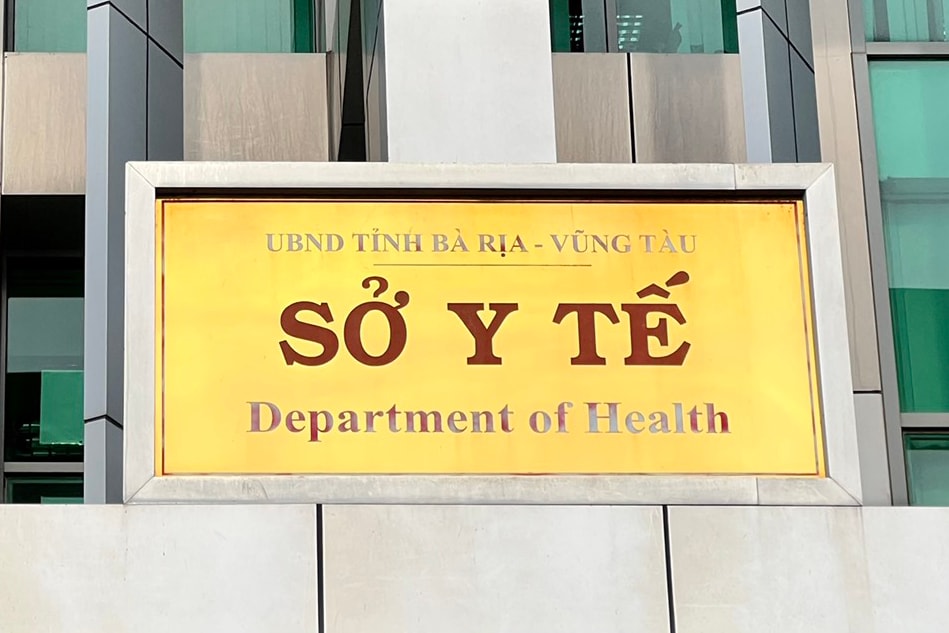 UBND TỈNH BÀ RỊA - VŨNG TÀU
SỞ Y TẾ
Department of Health